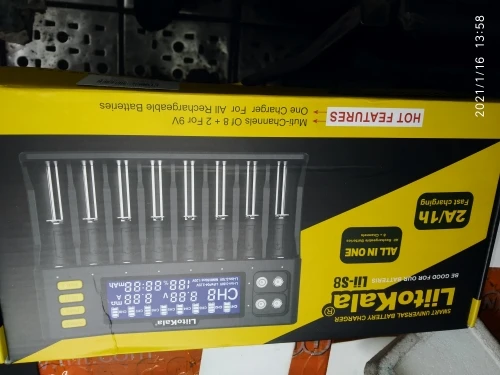 SMART UNIVERSAL BATTERY CHARGER
LiitoKala®
BE GOOD FOR OUR BATTERIES Lii-S8
ALL IN ONE
2A/1h
Fast charging
HOT FEATURES
Muti-Channels Of 8 + 2 For 9V
One Charger For All Rechargeable Batteries
LiitoKala
CH8
2021/1/16 13:58